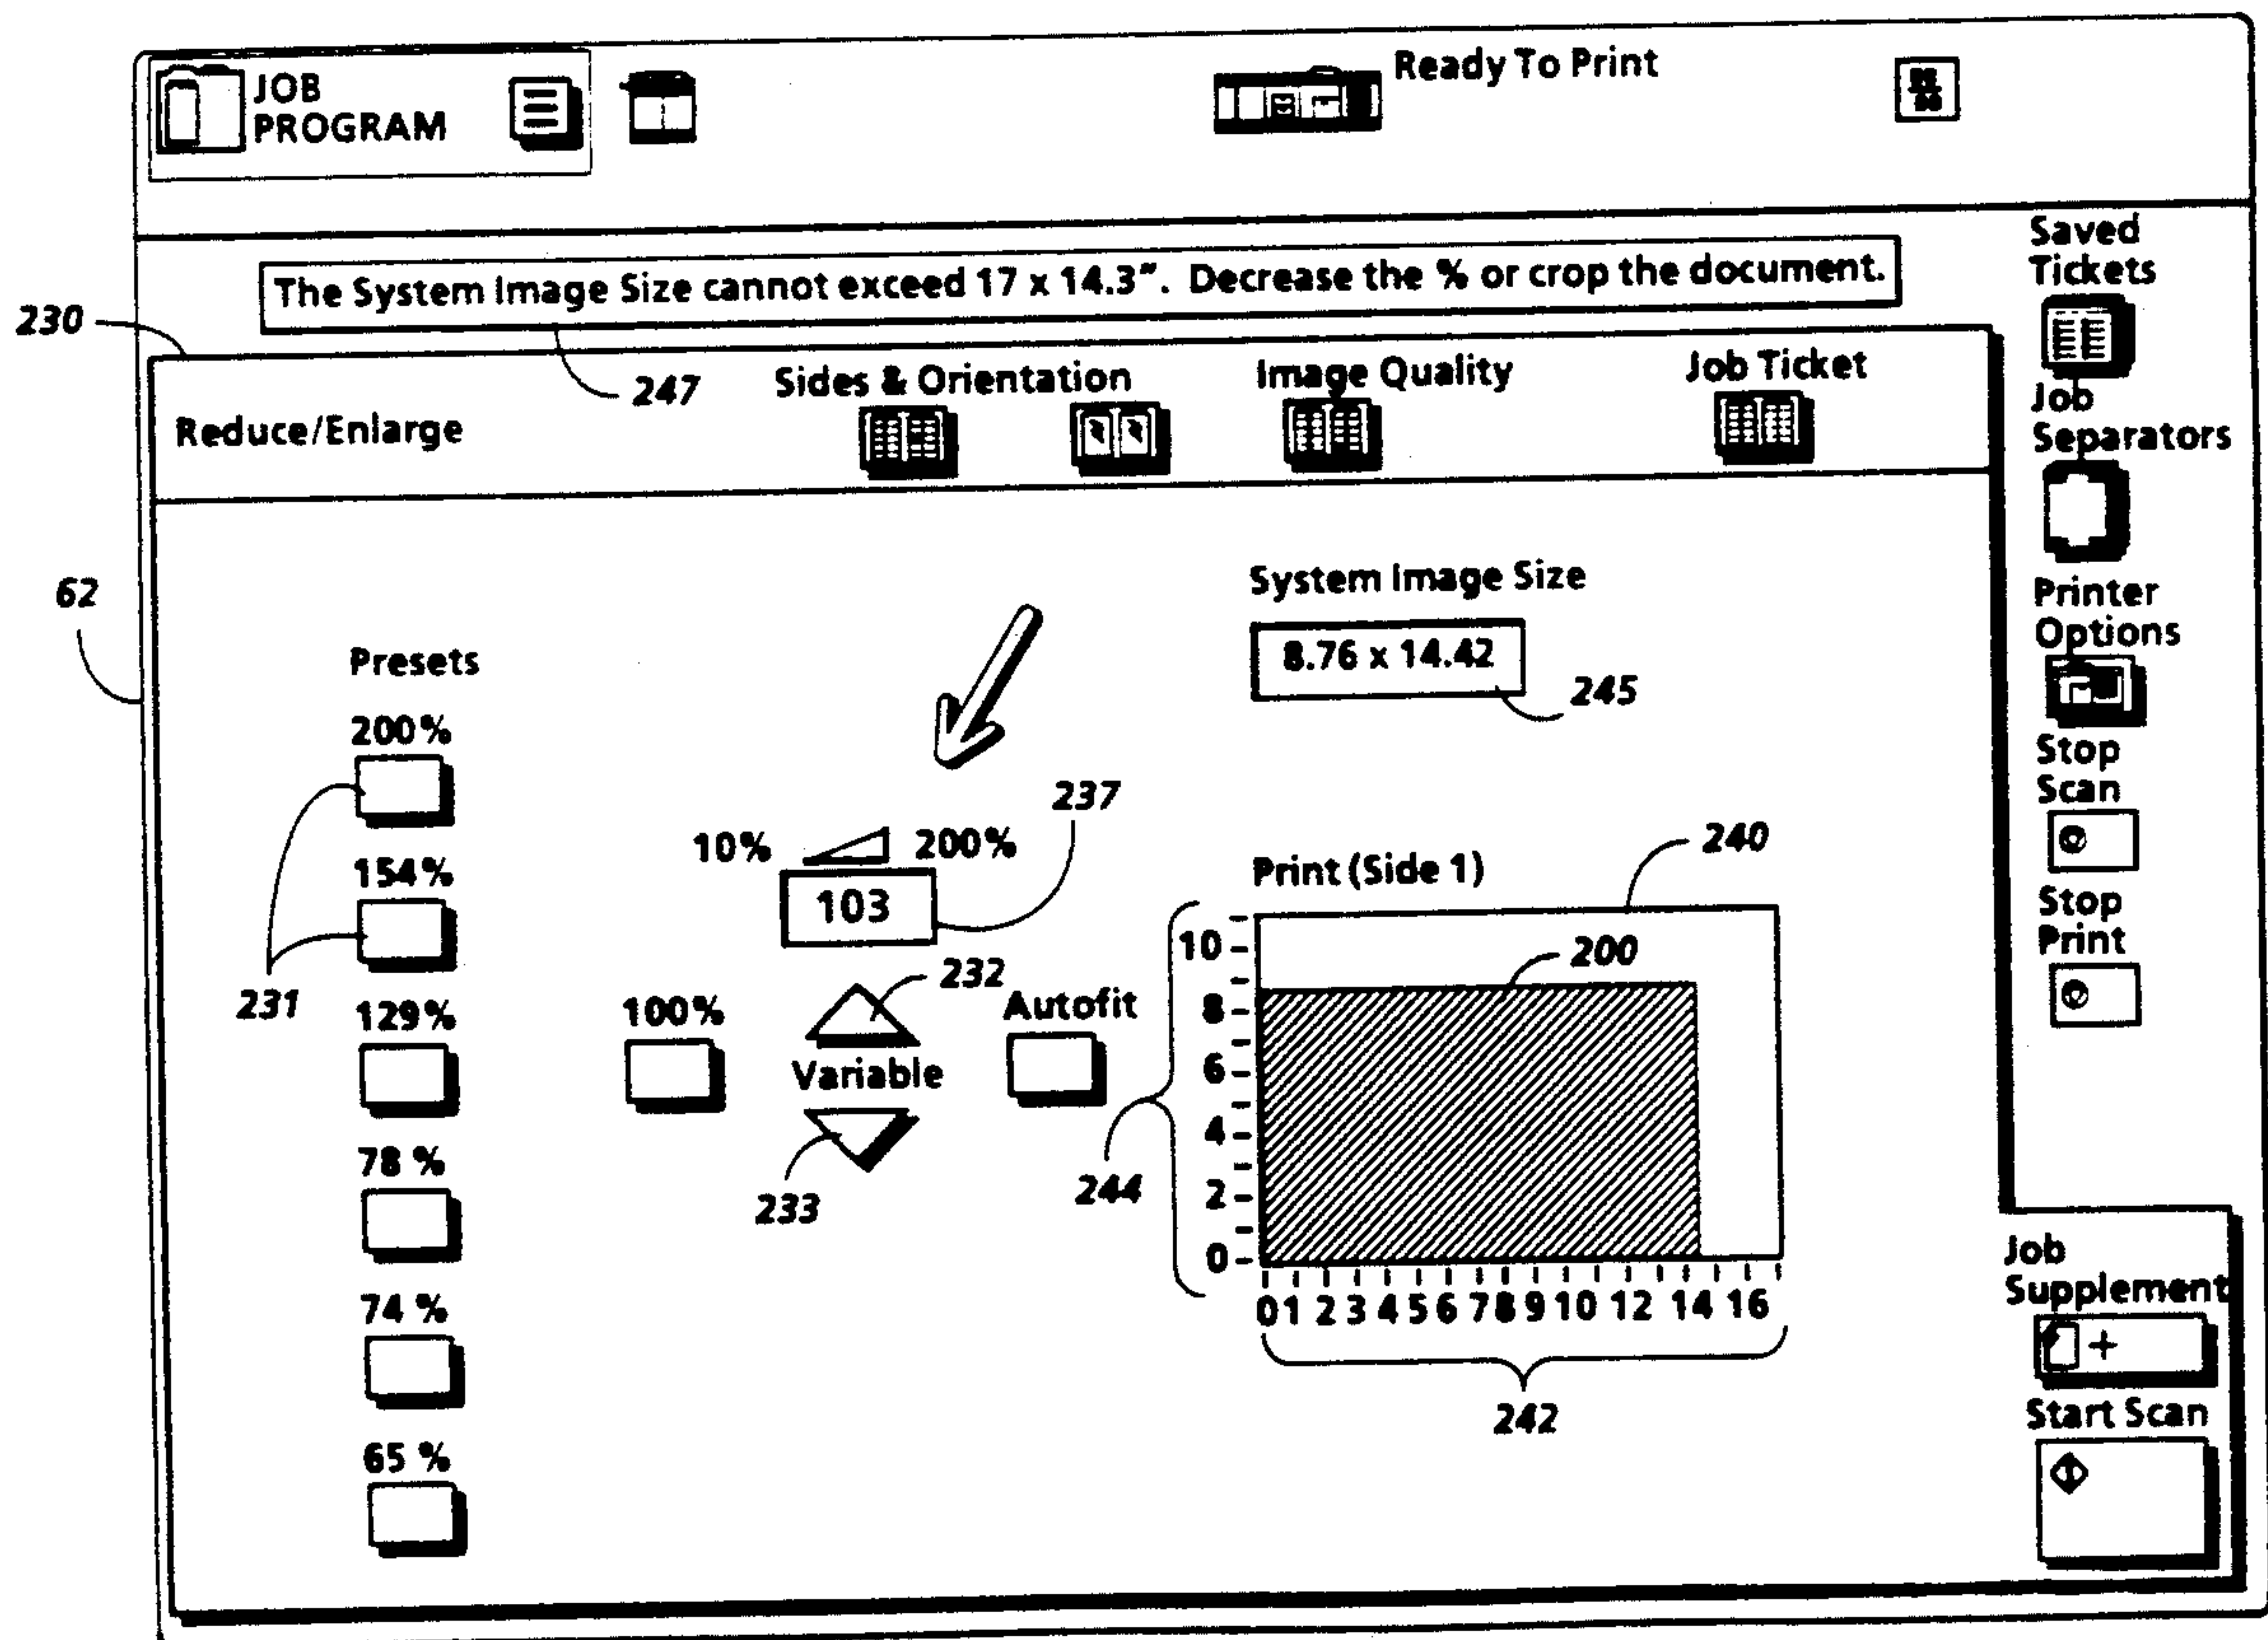 JOB
PROGRAM
Ready To Print
The System Image Size cannot exceed 17 x 14.3". Decrease the % or crop the document.
230
247
Reduce/Enlarge
Sides & Orientation
Image Quality
Job Ticket
Saved
Tickets
Job
Separators
Printer
Options
Stop
Scan
Stop
Print
62
System Image Size
8.76 x 14.42
245
Presets
200%
154%
231
129%
78 %
74 %
65 %
10%
200%
237
103
232
100%
Variable
Autofit
233
Print (Side 1)
240
200
244
10
8
6
4
2
0
0 1 2 3 4 5 6 7 8 9 10 12 14 16
242
Job
Supplement
+
Start Scan